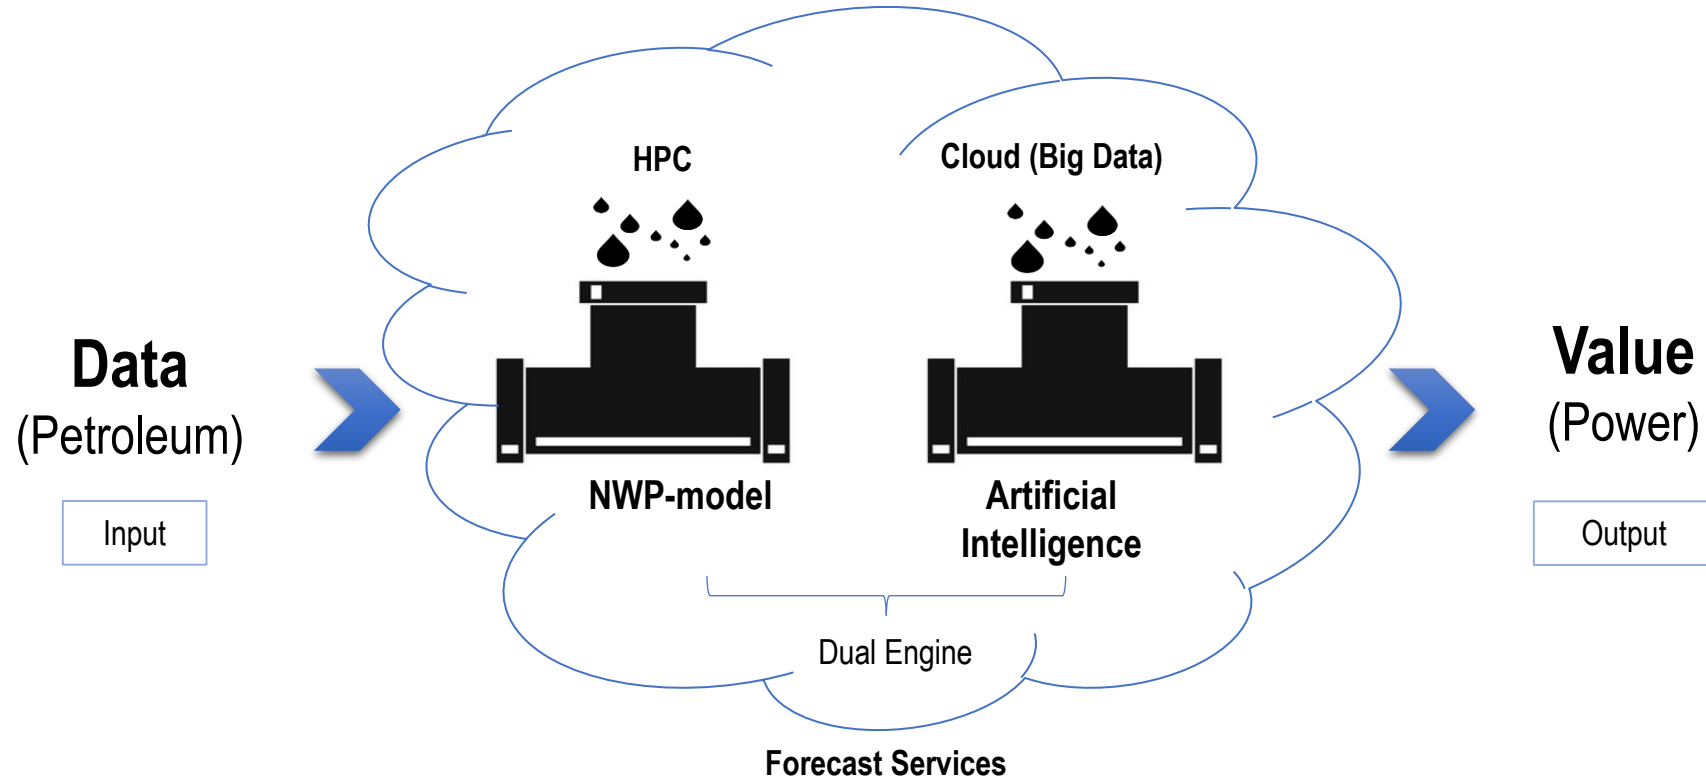 HPC
Cloud (Big Data)
Data
(Petroleum)
Input
NWP-model
Artificial
Intelligence
Dual Engine
Forecast Services
Value
(Power)
Output